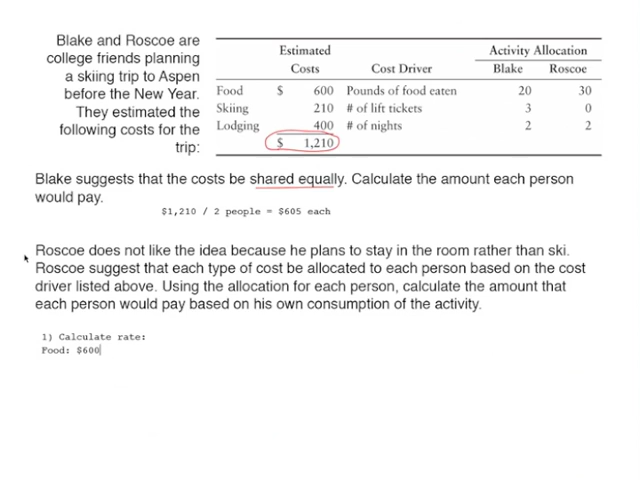 Blake and Roscoe are
college friends planning
a skiing trip to Aspen
before the New Year.
They estimated the
following costs for the
trip:
Estimated Activity Allocation
Costs Cost Driver Blake Roscoe
Food $ 600 Pounds of food eaten 20 30
Skiing 210 # of lift tickets 3 0
Lodging 400 # of nights 2 2
$ 1,210
Blake suggests that the costs be shared equally. Calculate the amount each person
would pay.
$1,210 / 2 people = $605 each
Roscoe does not like the idea because he plans to stay in the room rather than ski.
Roscoe suggest that each type of cost be allocated to each person based on the cost
driver listed above. Using the allocation for each person, calculate the amount that
each person would pay based on his own consumption of the activity.
1) Calculate rate:
Food: $600